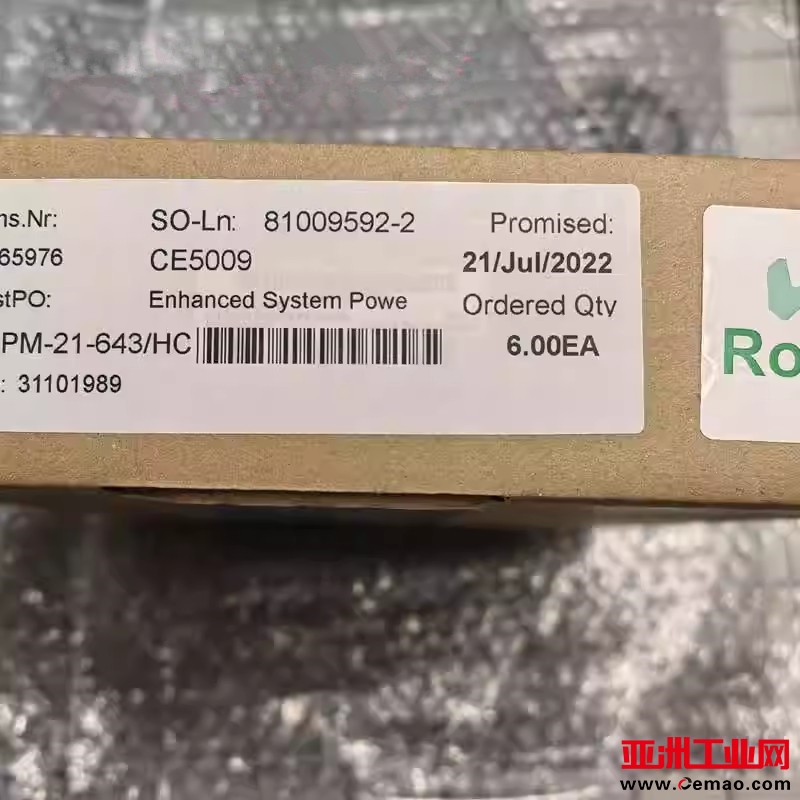 ns.Nr:
65976
stPO:
PM-21-643/HC
: 31101989
SO-Ln: 81009592-2
CE5009
Enhanced System Powe
Promised:
21/Jul/2022
Ordered Qty
6.00EA
Ro
亚洲工业网
www.Cemao.com